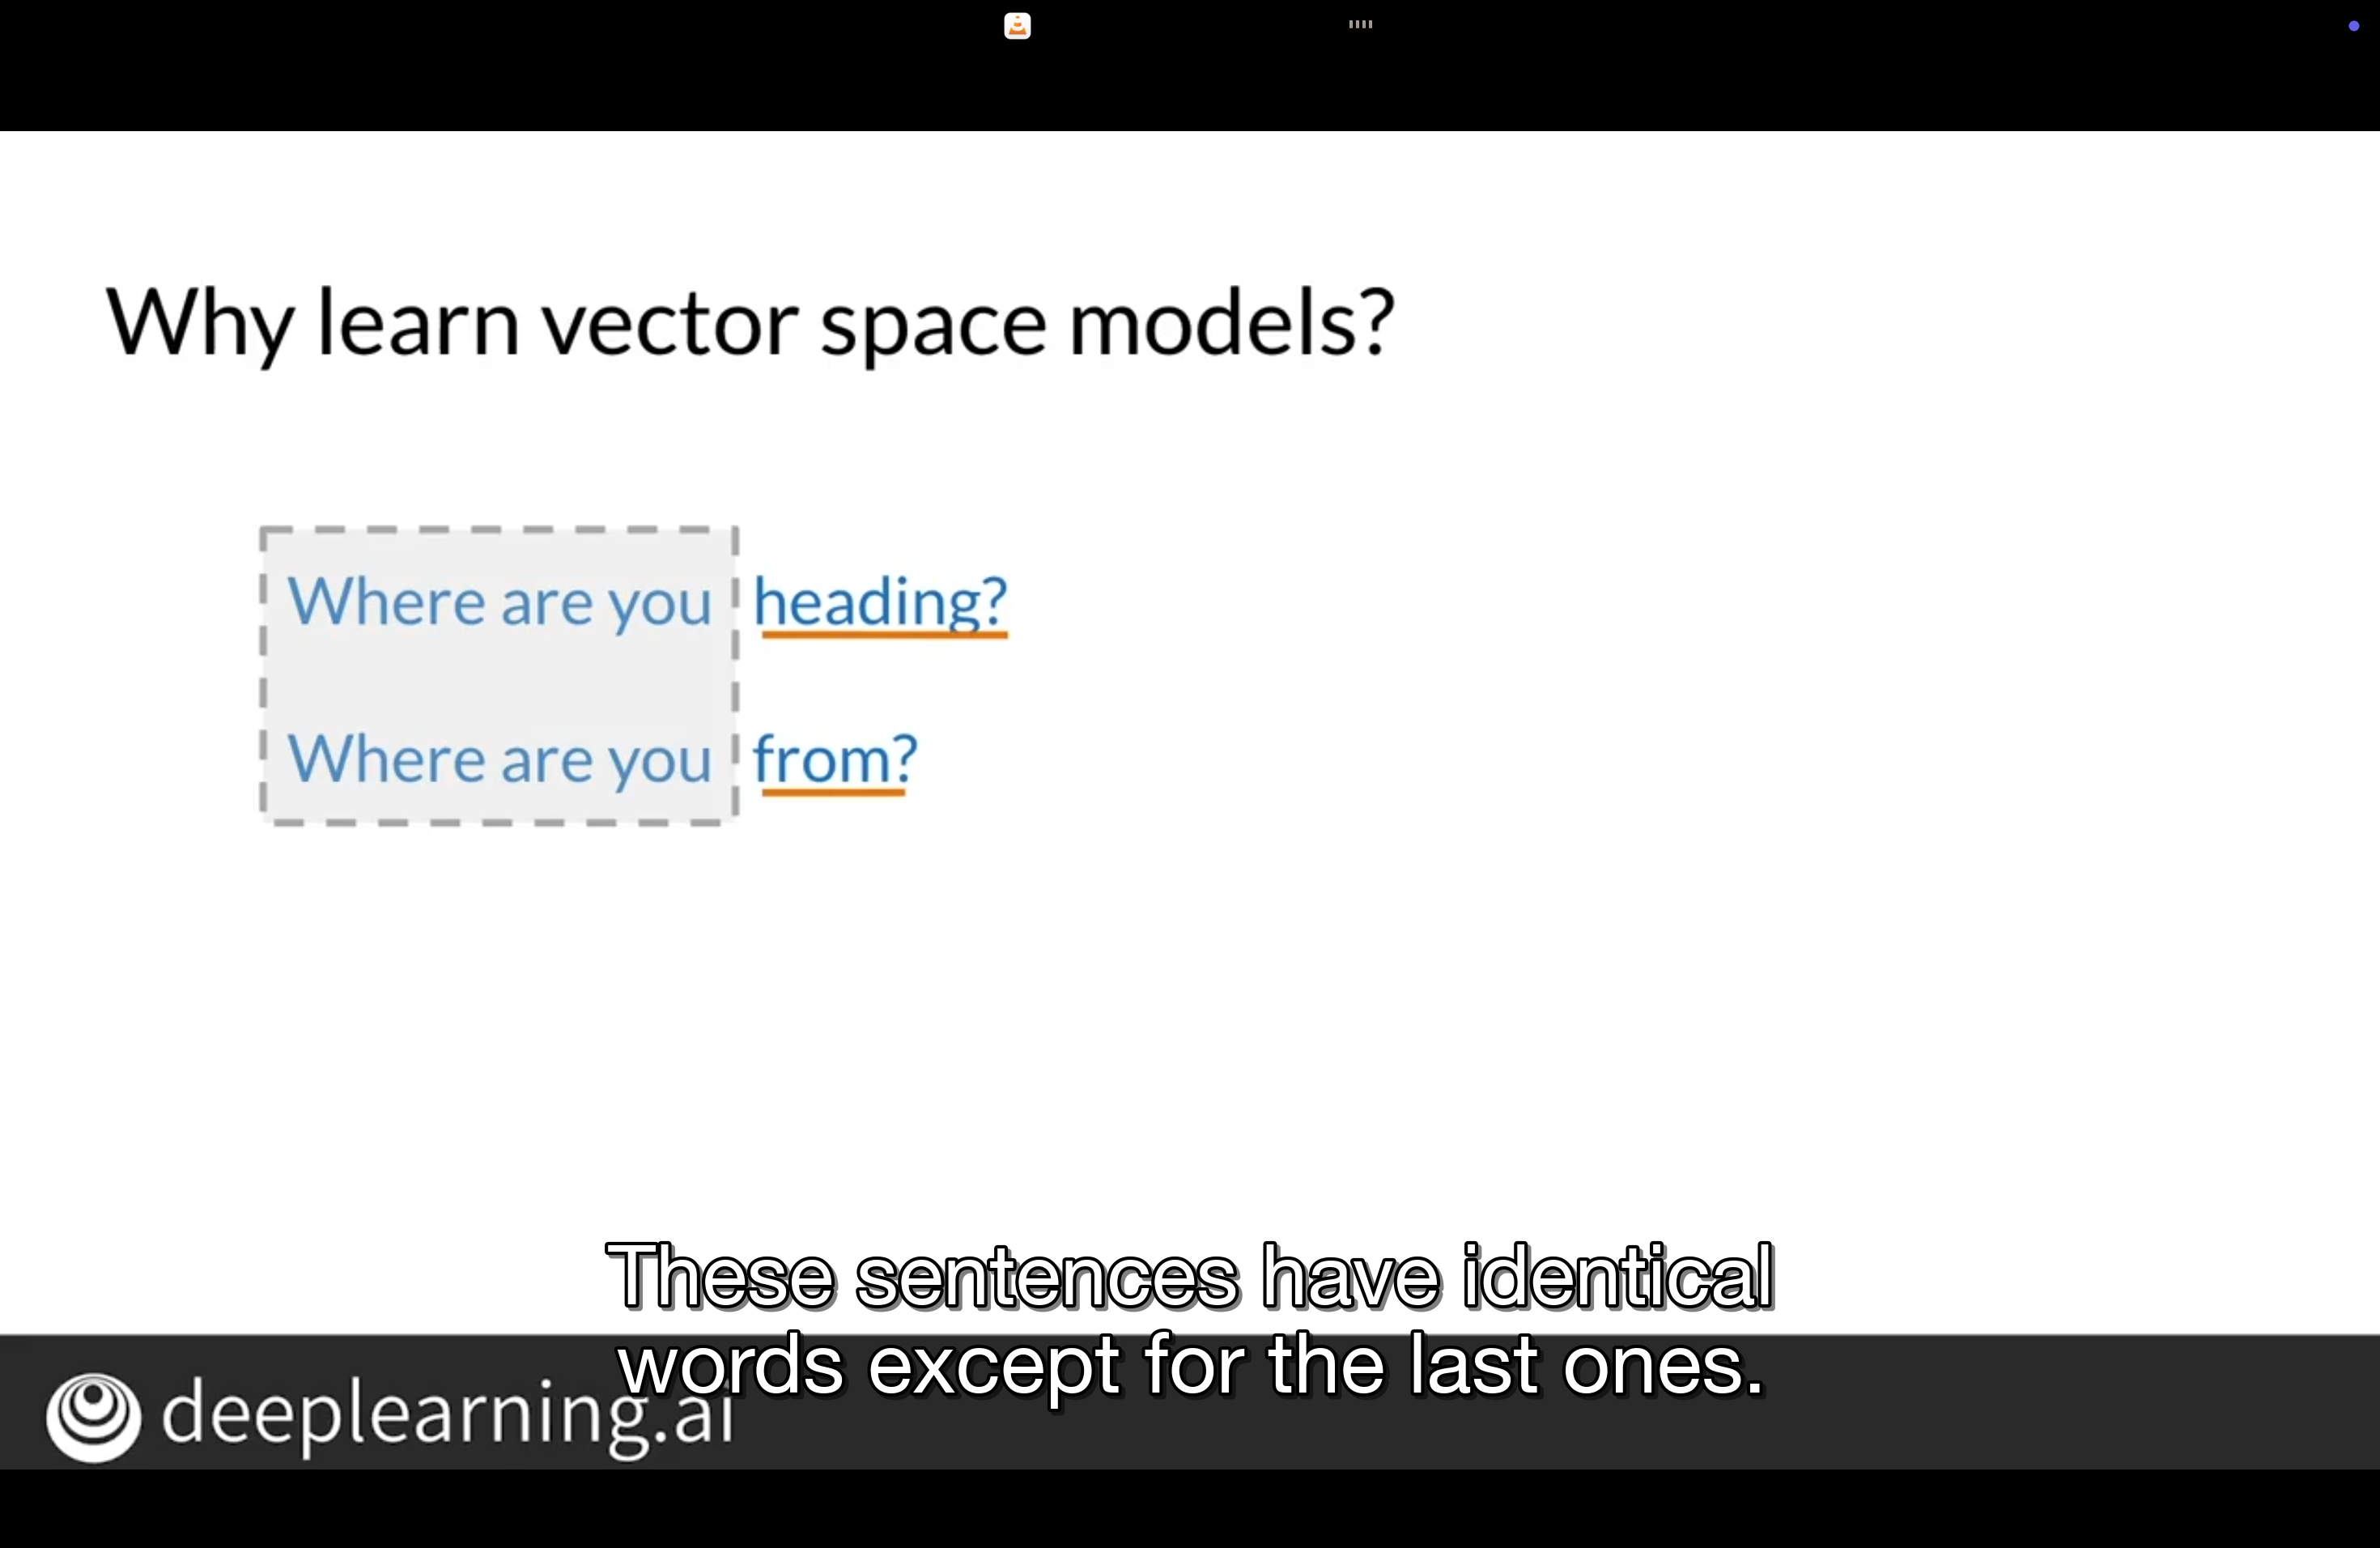 Why learn vector space models?
Where are you heading?
Where are you from?
These sentences have identical
words except for the last ones.
deeplearning.ai